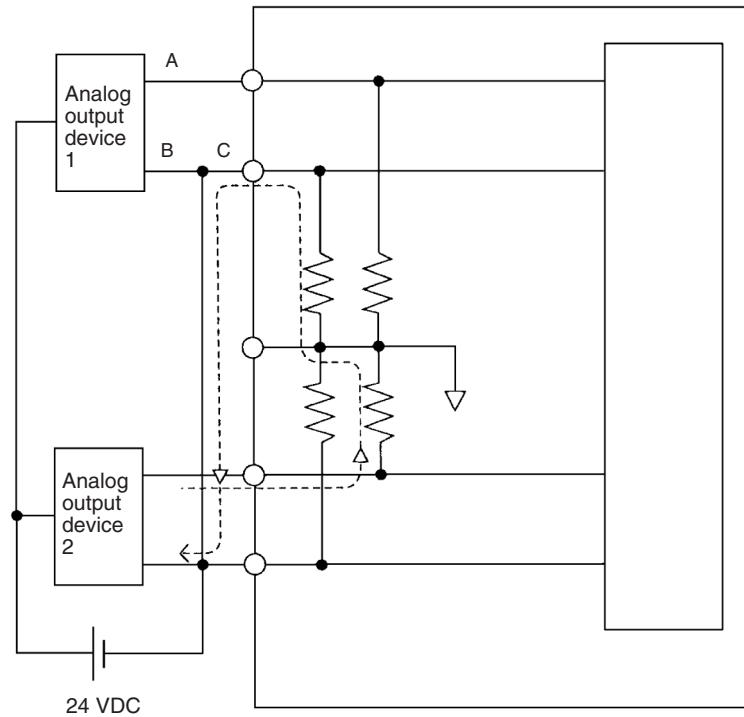 A
Analog
output
device
1
B
C
Analog
output
device
2
24 VDC